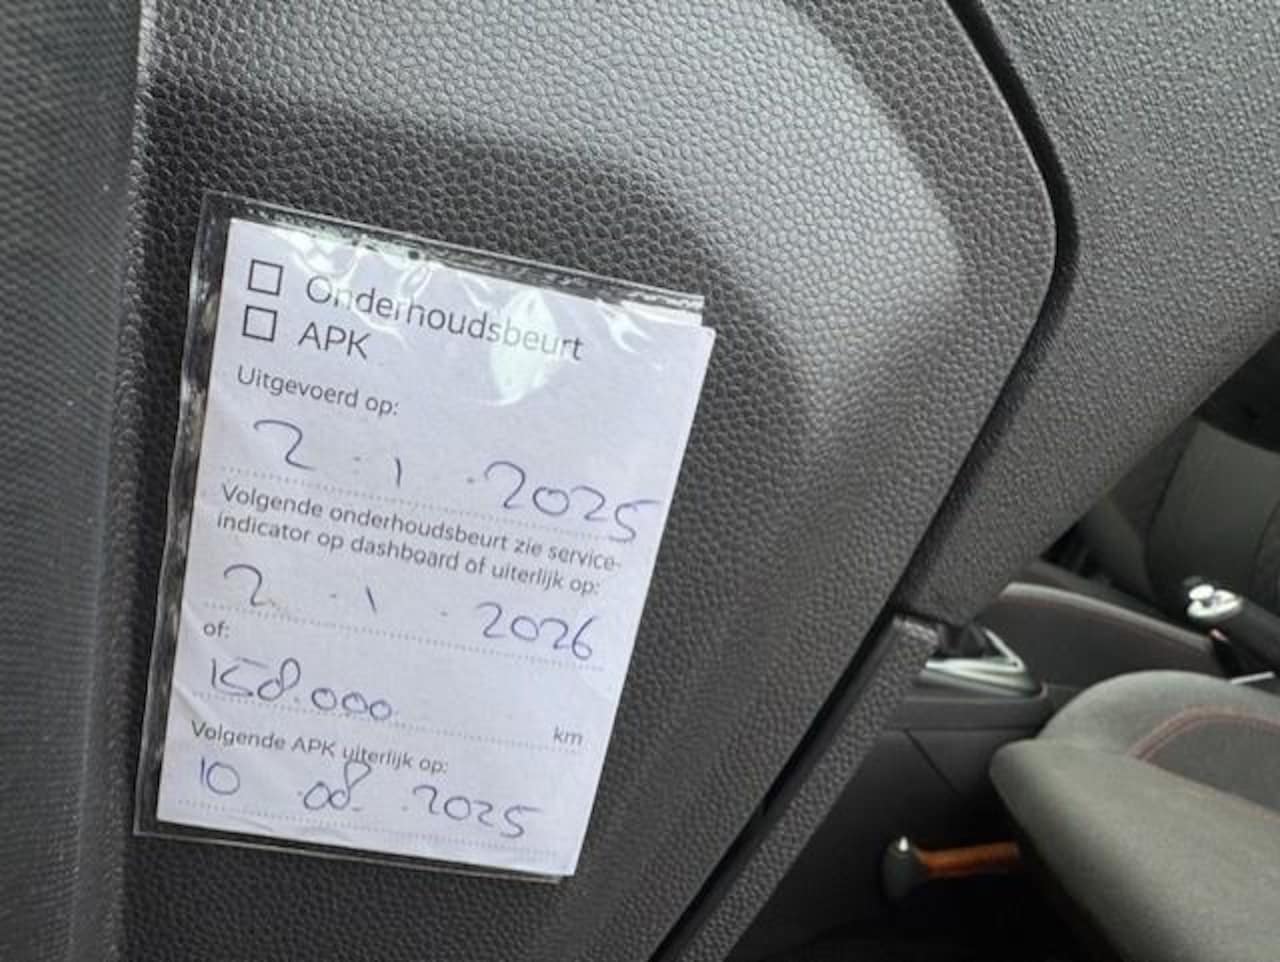 Onderhoudsbeurt
APK
Uitgevoerd op:
2 - 1 - 2025
Volgende onderhoudsbeurt zie service-
indicator op dashboard of uiterlijk op:
2 - 1 - 2026
of:
158.000 km
Volgende APK uiterlijk op:
10 - 08 - 2025